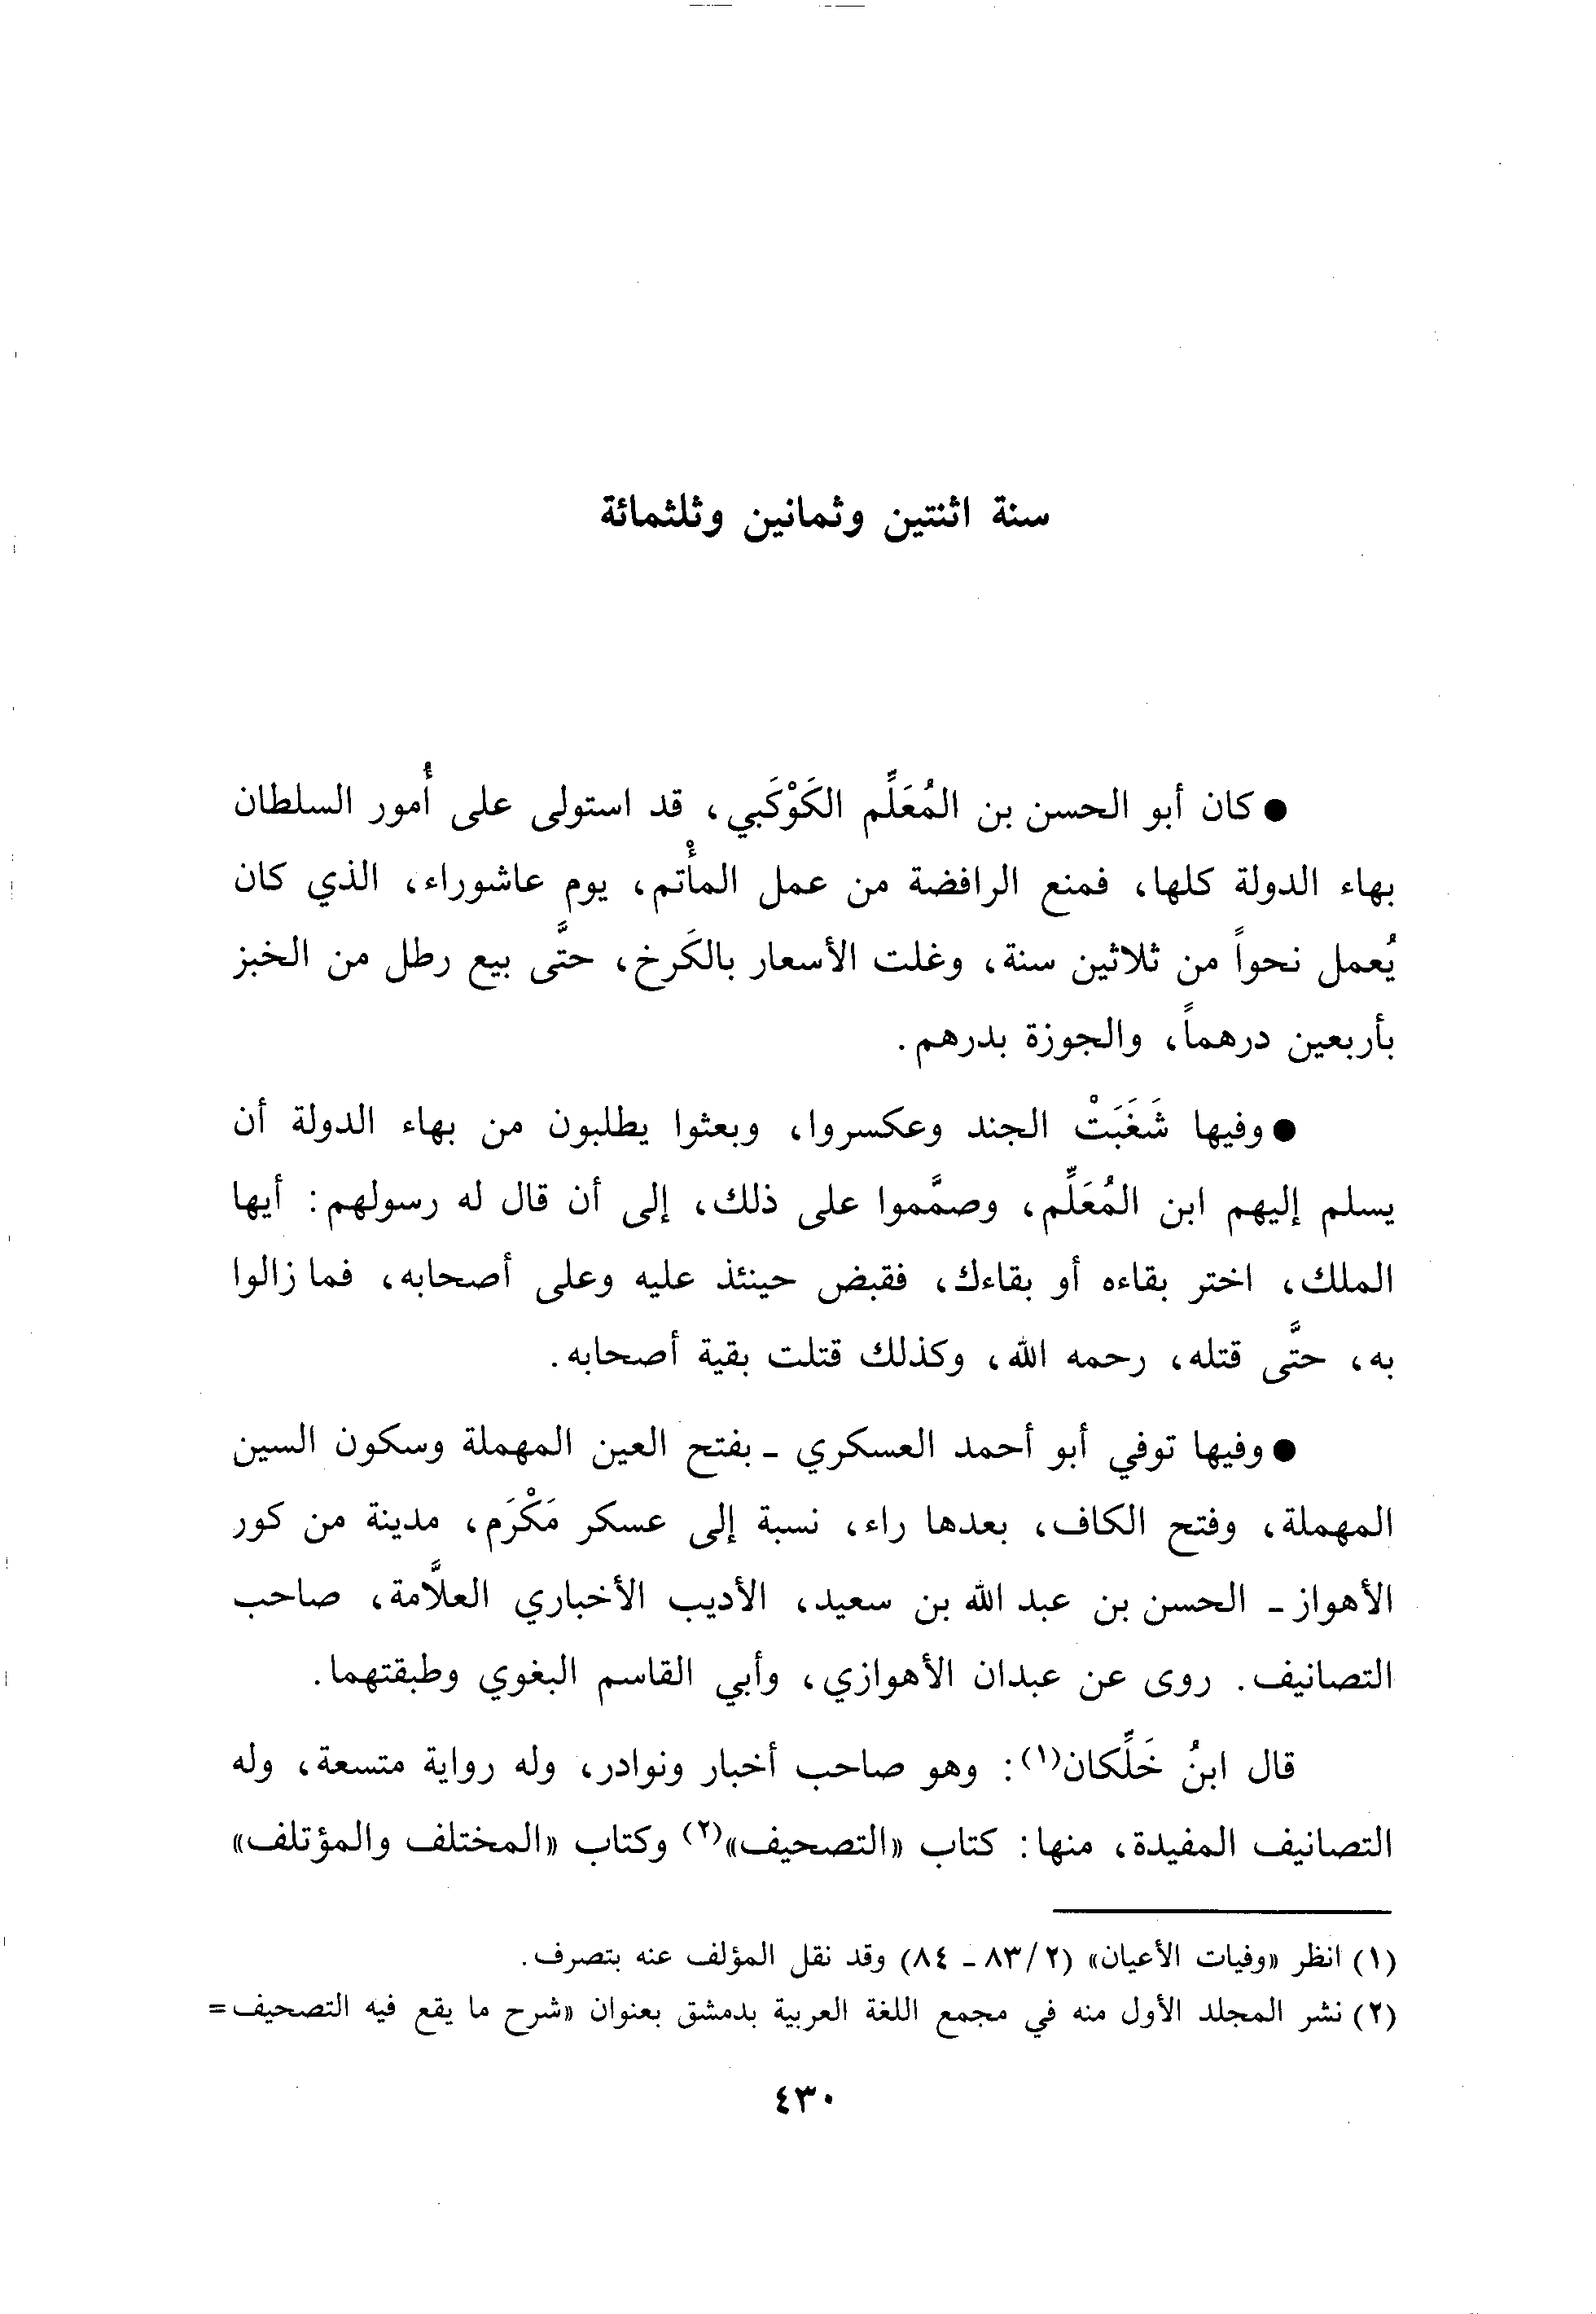 سنة اثنتين وثمانين وثلثمائة
● كان أبو الحسن بن المُعَلِّم الكَوْكَبي، قد استولى على أُمور السلطان
بهاء الدولة كلها، فمنع الرافضة من عمل المأْتم، يوم عاشوراء، الذي كان
يُعمل نحواً من ثلاثين سنة، وغلت الأسعار بالكَرخ، حتَّى بيع رطل من الخبز
بأربعين درهماً، والجوزة بدرهم.
● وفيها شَغَبَتْ الجند وعكسروا، وبعثوا يطلبون من بهاء الدولة أن
يسلم إليهم ابن المُعَلِّم، وصمَّموا على ذلك، إلى أن قال له رسولهم: أيها
الملك، اختر بقاءه أو بقاءك، فقبض حينئذ عليه وعلى أصحابه، فما زالوا
به، حتَّى قتله، رحمه الله، وكذلك قتلت بقية أصحابه.
● وفيها توفي أبو أحمد العسكري - بفتح العين المهملة وسكون السين
المهملة، وفتح الكاف، بعدها راء، نسبة إلى عسكر مَكْرَم، مدينة من كور
الأهواز - الحسن بن عبد الله بن سعيد، الأديب الأخباري العلاَّمة، صاحب
التصانيف. روى عن عبدان الأهوازي، وأبي القاسم البغوي وطبقتهما.
قال ابنُ خَلِّكان(١): وهو صاحب أخبار ونوادر، وله رواية متسعة، وله
التصانيف المفيدة، منها: كتاب «التصحيف»(٢) وكتاب «المختلف والمؤتلف»
(١) انظر «وفيات الأعيان» (٨٣/٢ - ٨٤) وقد نقل المؤلف عنه بتصرف.
(٢) نشر المجلد الأول منه في مجمع اللغة العربية بدمشق بعنوان «شرح ما يقع فيه التصحيف =
٤٣٠